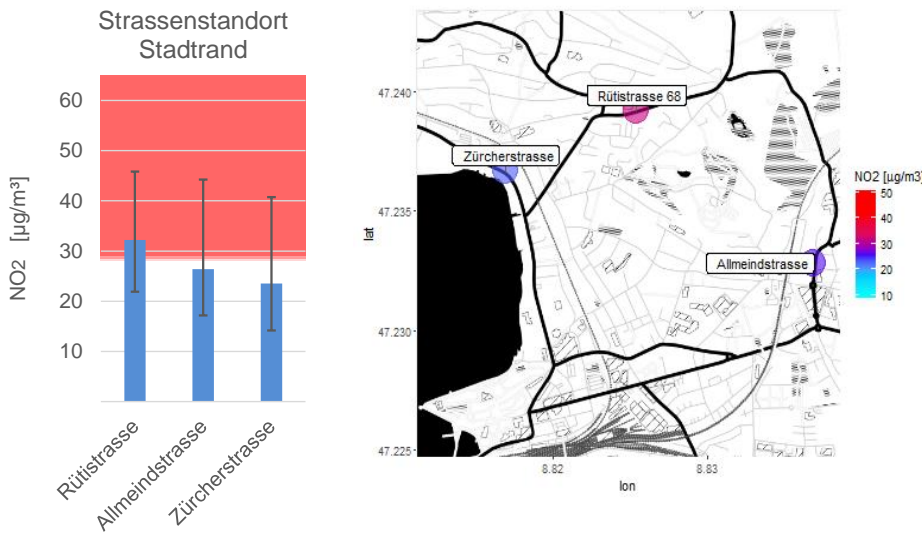 Strassenstandort
Stadtrand
60
50
40
30
20
10
NO2 [µg/m³]
Rütistrasse
Allmeindstrasse
Zürcherstrasse
47.240
47.235
47.230
47.225
lat
Rütistrasse 68
Zürcherstrasse
Allmeindstrasse
8.82
8.83
lon
NO2 [µg/m3]
50
40
30
20
10